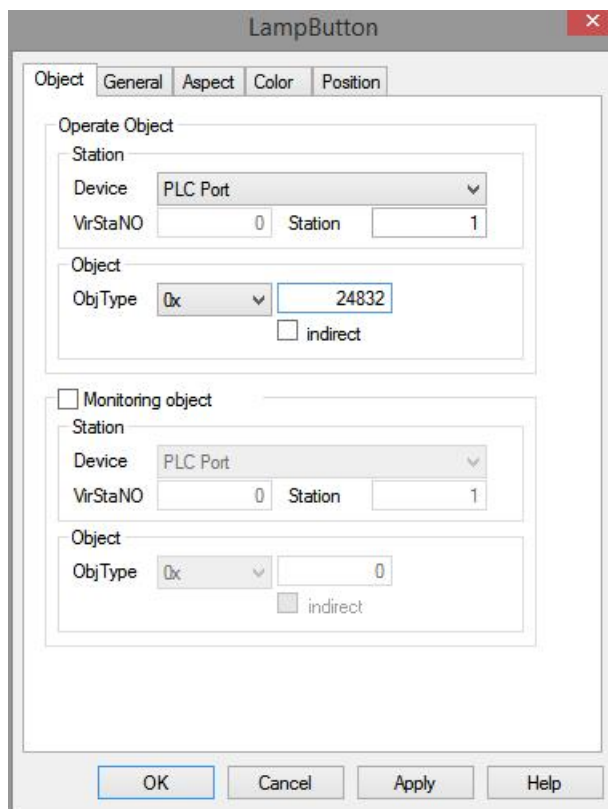 LampButton
Object General Aspect Color Position
Operate Object
Station
Device PLC Port
VirStaNO 0 Station 1
Object
ObjType 0x 24832
indirect
Monitoring object
Station
Device PLC Port
VirStaNO 0 Station 1
Object
ObjType 0x 0
indirect
OK Cancel Apply Help